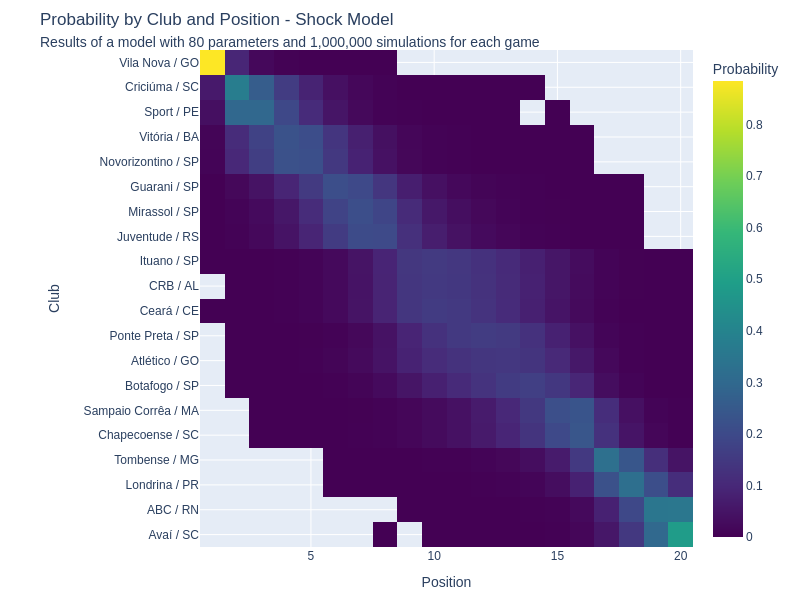 Probability by Club and Position - Shock Model
Results of a model with 80 parameters and 1,000,000 simulations for each game
Probability
Vila Nova / GO
Criciúma / SC
Sport / PE
Vitória / BA
Novorizontino / SP
Guarani / SP
Mirassol / SP
Juventude / RS
Ituano / SP
CRB / AL
Ceará / CE
Ponte Preta / SP
Atlético / GO
Botafogo / SP
Sampaio Corrêa / MA
Chapecoense / SC
Tombense / MG
Londrina / PR
ABC / RN
Avaí / SC
Club
5
10
15
20
Position
0.8
0.7
0.6
0.5
0.4
0.3
0.2
0.1
0